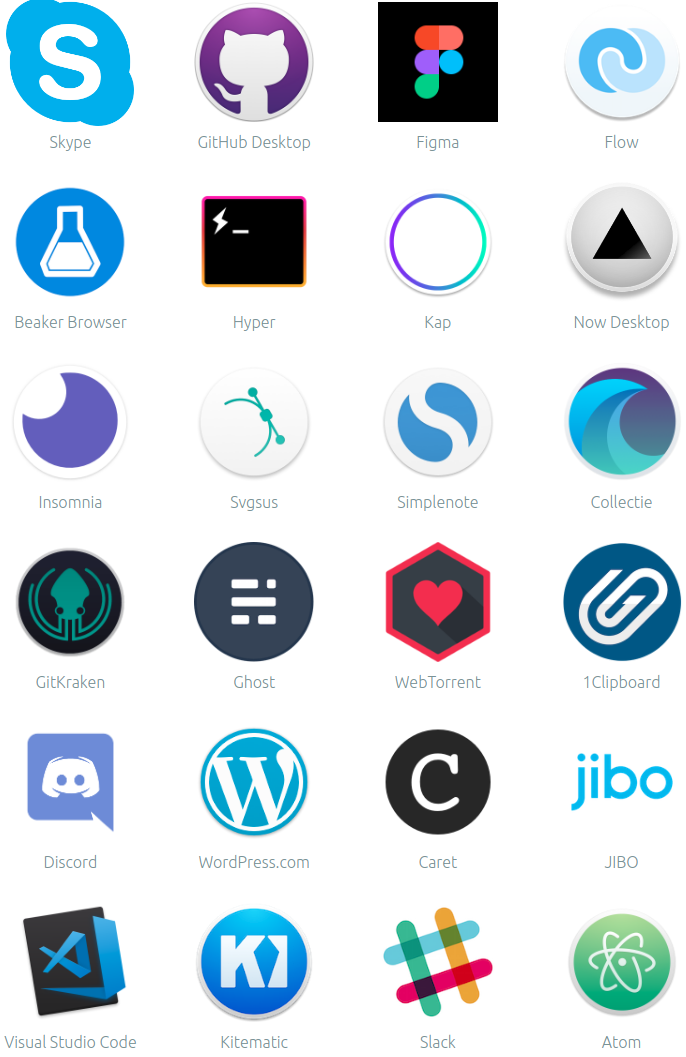 S
Skype GitHub Desktop Figma Flow
Beaker Browser Hyper Kap Now Desktop
Insomnia Svgsus Simplenote Collectie
GitKraken Ghost WebTorrent 1Clipboard
W C jibo
Discord WordPress.com Caret JIBO
K
Visual Studio Code Kitematic Slack Atom